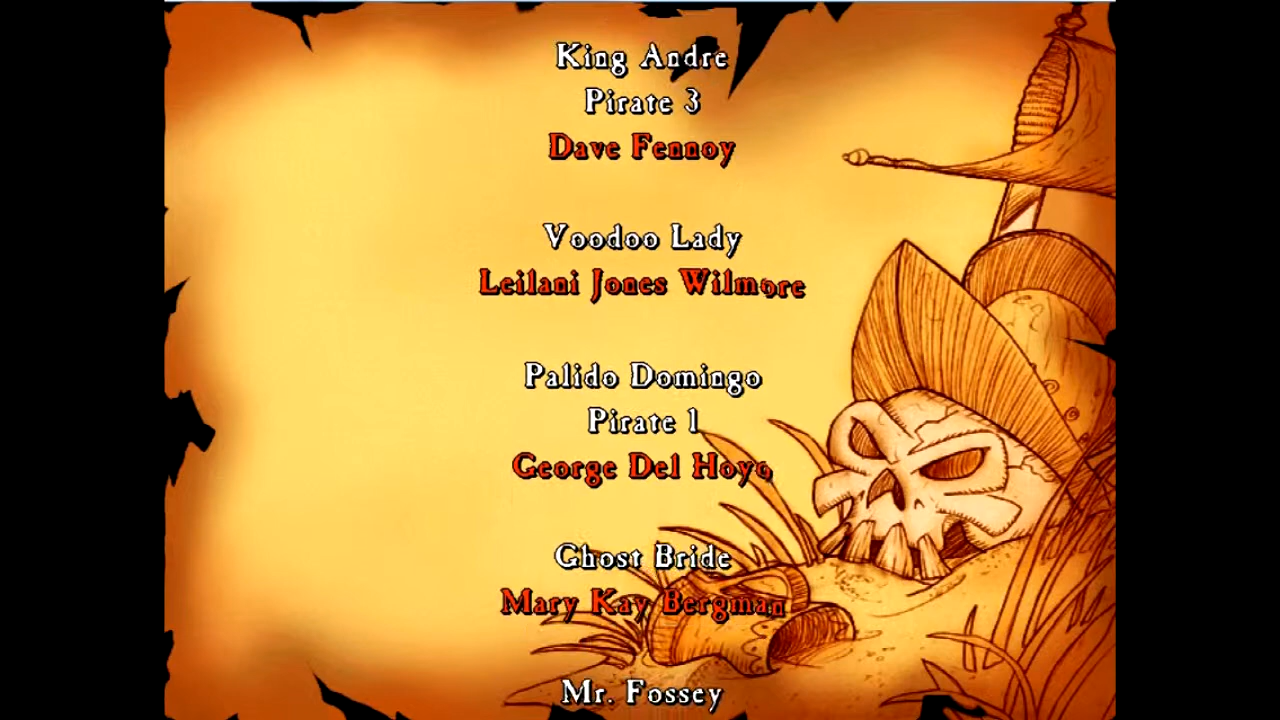 King Andre
Pirate 3
Dave Fennoy
Voodoo Lady
Leilani Jones Wilmore
Palido Domingo
Pirate 1
George Del Hoyo
Ghost Bride
Mary Kay Bergman
Mr. Fossey